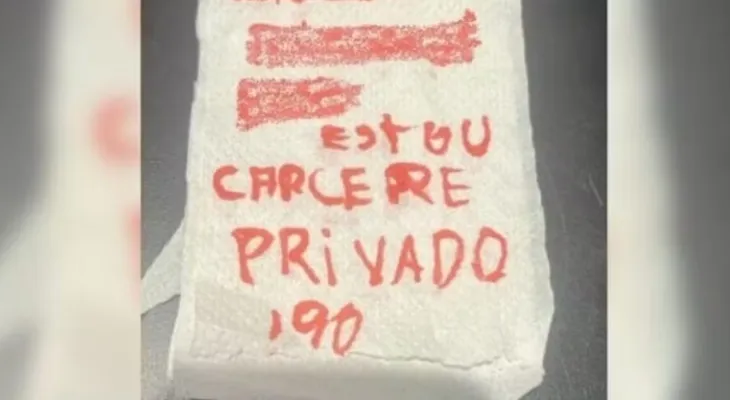 ESTOU
CARCERE
PRIVADO
190